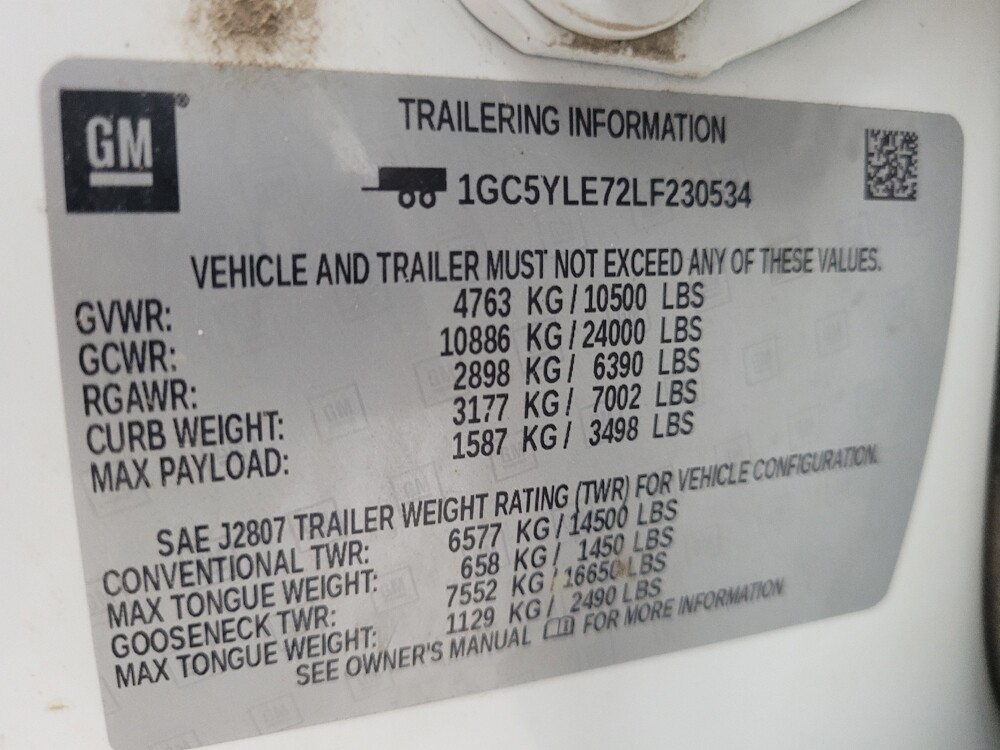 GM®
TRAILERING INFORMATION
1GC5YLE72LF230534
VEHICLE AND TRAILER MUST NOT EXCEED ANY OF THESE VALUES.
GVWR: 4763 KG / 10500 LBS
GCWR: 10886 KG / 24000 LBS
RGAWR: 2898 KG / 6390 LBS
CURB WEIGHT: 3177 KG / 7002 LBS
MAX PAYLOAD: 1587 KG / 3498 LBS
SAE J2807 TRAILER WEIGHT RATING (TWR) FOR VEHICLE CONFIGURATION.
CONVENTIONAL TWR: 6577 KG / 14500 LBS
MAX TONGUE WEIGHT: 658 KG / 1450 LBS
GOOSENECK TWR: 7552 KG / 16650 LBS
MAX TONGUE WEIGHT: 1129 KG / 2490 LBS
SEE OWNER'S MANUAL FOR MORE INFORMATION